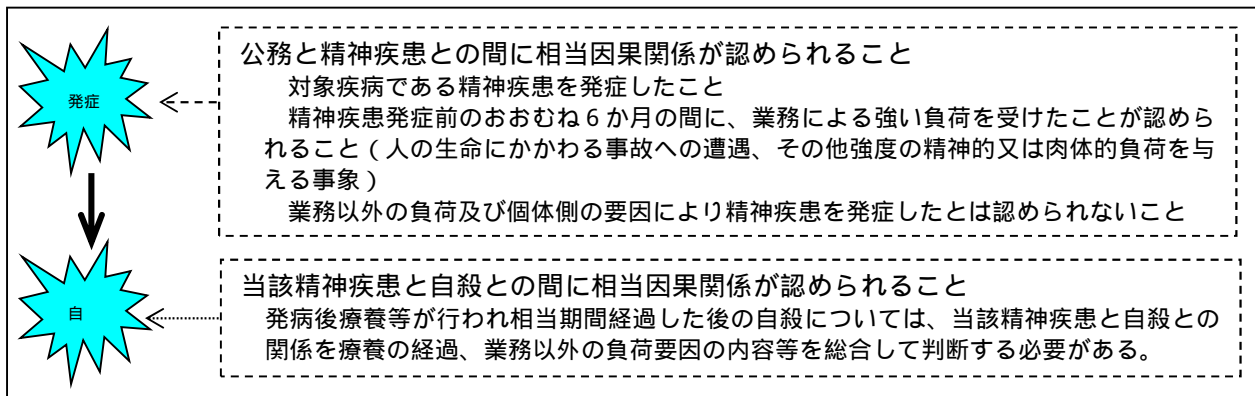 発症
公務と精神疾患との間に相当因果関係が認められること
対象疾病である精神疾患を発症したこと
精神疾患発症前のおおむね６か月の間に、業務による強い負荷を受けたことが認めら
れること（人の生命にかかわる事故への遭遇、その他強度の精神的又は肉体的負荷を与
える事象）
業務以外の負荷及び個体側の要因により精神疾患を発症したとは認められないこと
自
当該精神疾患と自殺との間に相当因果関係が認められること
発病後療養等が行われ相当期間経過した後の自殺については、当該精神疾患と自殺との
関係を療養の経過、業務以外の負荷要因の内容等を総合して判断する必要がある。